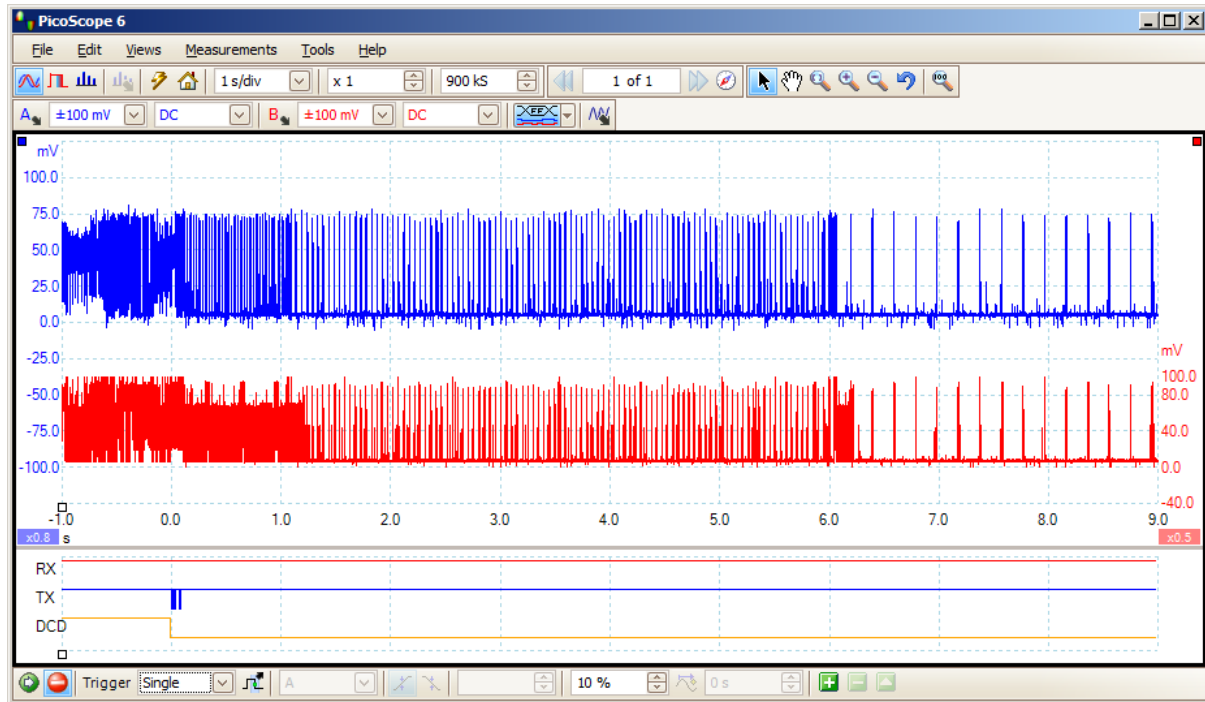 PicoScope 6
File Edit Views Measurements Tools Help
1 s/div x 1 900 kS 1 of 1 100
A ±100 mV DC B ±100 mV DC FF
mV
100.0
75.0
50.0
25.0
0.0
-25.0 mV
100.0
-50.0 80.0
-75.0 40.0
-100.0 0.0
-40.0
-1.0 0.0 1.0 2.0 3.0 4.0 5.0 6.0 7.0 8.0 9.0
x0.8 s x0.5
RX
TX
DCD
Trigger Single A 10 % 0 s